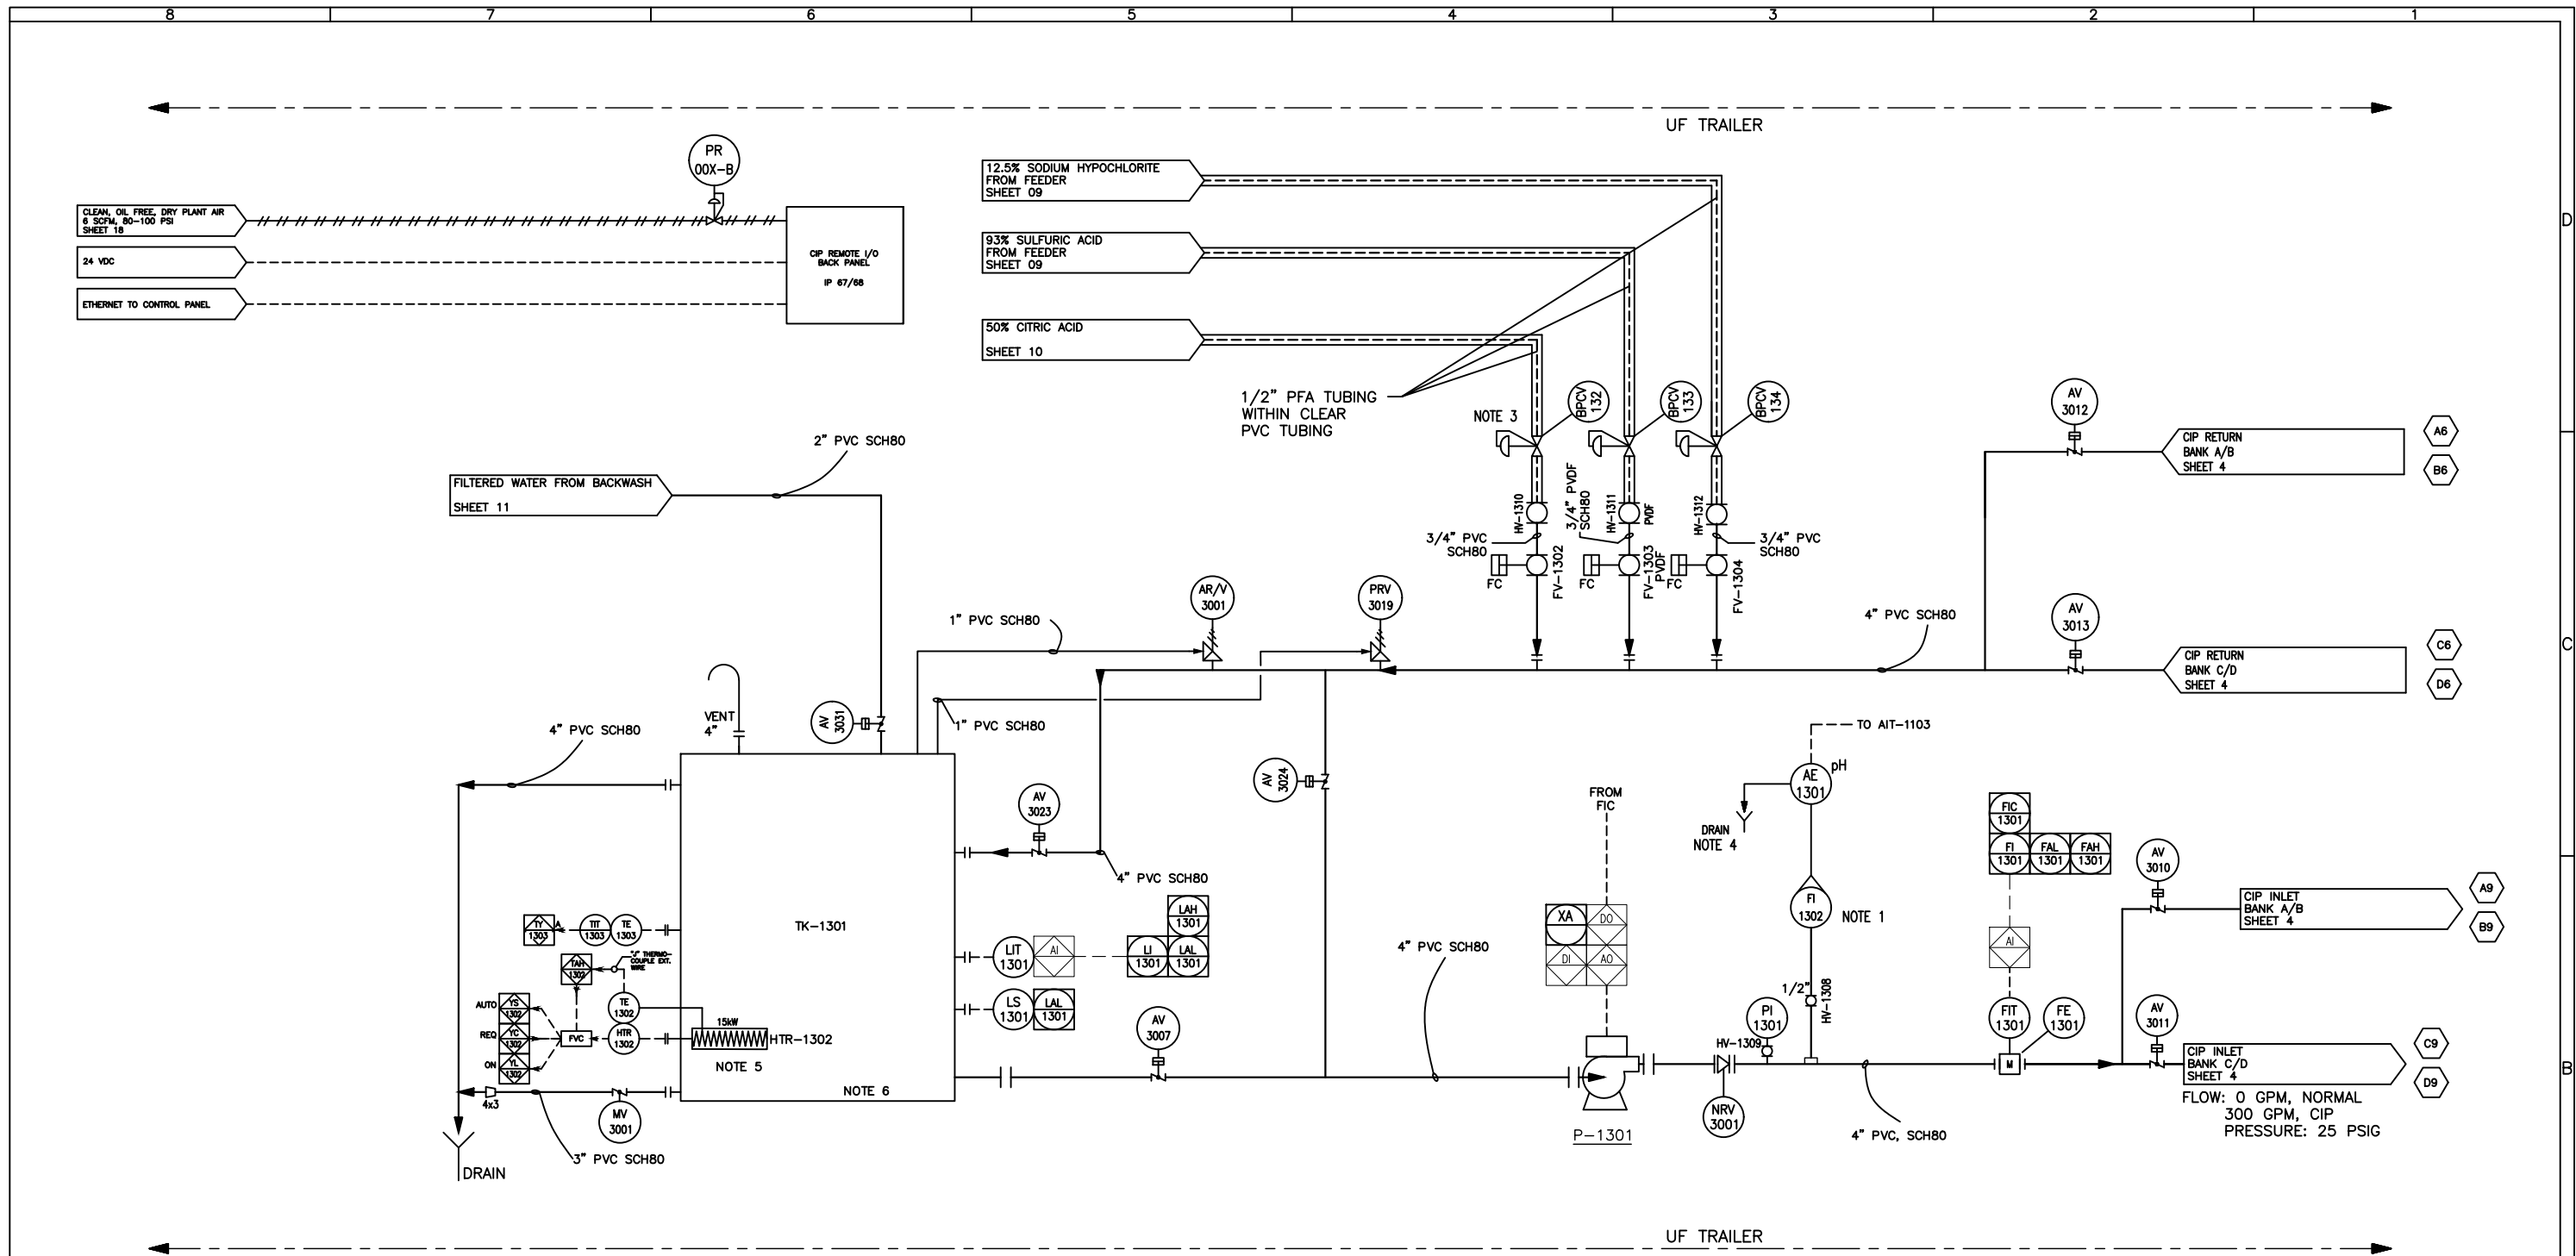 8
7
6
5
4
3
2
1
D
C
B
UF TRAILER
PR
00X-B
CLEAN, OIL FREE, DRY PLANT AIR
6 SCFM, 80-100 PSI
SHEET 18
24 VDC
ETHERNET TO CONTROL PANEL
CIP REMOTE I/O
BACK PANEL
IP 67/68
12.5% SODIUM HYPOCHLORITE
FROM FEEDER
SHEET 09
93% SULFURIC ACID
FROM FEEDER
SHEET 09
50% CITRIC ACID
SHEET 10
1/2" PFA TUBING
WITHIN CLEAR
PVC TUBING
NOTE 3
BPCV
132
BPCV
133
BPCV
134
HV-1310
3/4" PVDF
SCH80
HV-1311
PVDF
HV-1312
3/4" PVC
SCH80
3/4" PVC
SCH80
FC
FV-1302
FC
FV-1303
PVDF
FC
FV-1304
AV
3012
CIP RETURN
BANK A/B
SHEET 4
A6
B6
AV
3013
4" PVC SCH80
CIP RETURN
BANK C/D
SHEET 4
C6
D6
2" PVC SCH80
FILTERED WATER FROM BACKWASH
SHEET 11
AR/V
3001
PRV
3019
1" PVC SCH80
1" PVC SCH80
VENT
4"
AV
3031
4" PVC SCH80
AV
3023
4" PVC SCH80
AV
3024
TK-1301
TY
1303
A
TIT
1303
TE
1303
TAH
1302
"J" THERMO-
COUPLE EXT.
WIRE
AUTO
YS
1302
REQ
YC
1302
ON
YL
1302
FVC
TE
1302
HTR
1302
15kW
HTR-1302
NOTE 5
NOTE 6
4x3
MV
3001
3" PVC SCH80
DRAIN
LIT
1301
AI
LAH
1301
LI
1301
LAL
1301
LS
1301
LAL
1301
AV
3007
4" PVC SCH80
FROM
FIC
XA
DO
DI
AO
P-1301
TO AIT-1103
AE
1301
pH
DRAIN
NOTE 4
FI
1302
NOTE 1
1/2"
HV-1308
PI
1301
HV-1309
NRV
3001
4" PVC, SCH80
FIC
1301
FI
1301
FAL
1301
FAH
1301
AI
FIT
1301
FE
1301
M
AV
3010
CIP INLET
BANK A/B
SHEET 4
A9
B9
AV
3011
CIP INLET
BANK C/D
SHEET 4
C9
D9
FLOW: 0 GPM, NORMAL
300 GPM, CIP
PRESSURE: 25 PSIG
UF TRAILER